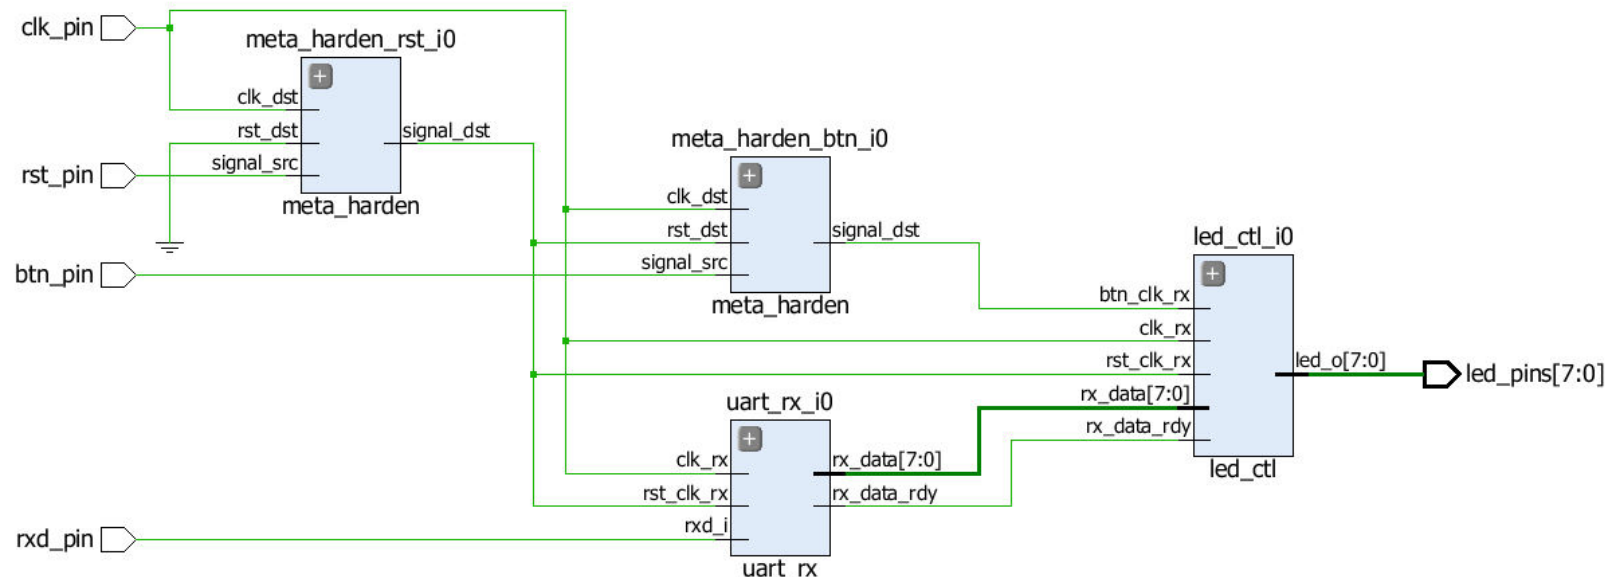 clk_pin
meta_harden_rst_i0
clk_dst
rst_dst
signal_dst
signal_src
rst_pin
meta_harden
meta_harden_btn_i0
clk_dst
rst_dst
signal_dst
signal_src
btn_pin
meta_harden
led_ctl_i0
btn_clk_rx
clk_rx
rst_clk_rx
led_o[7:0]
led_pins[7:0]
rx_data[7:0]
rx_data_rdy
led_ctl
uart_rx_i0
clk_rx
rx_data[7:0]
rst_clk_rx
rx_data_rdy
rxd_i
rxd_pin
uart_rx